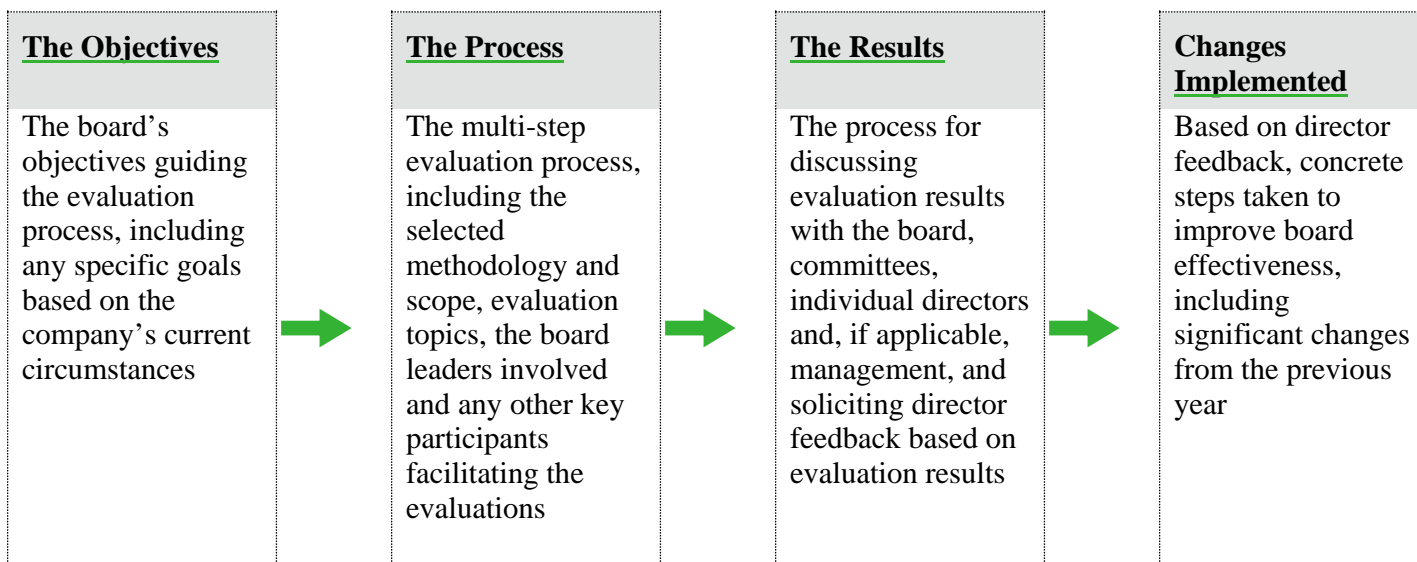 The Objectives
The board’s
objectives guiding
the evaluation
process, including
any specific goals
based on the
company’s current
circumstances
The Process
The multi-step
evaluation process,
including the
selected
methodology and
scope, evaluation
topics, the board
leaders involved
and any other key
participants
facilitating the
evaluations
The Results
The process for
discussing
evaluation results
with the board,
committees,
individual directors
and, if applicable,
management, and
soliciting director
feedback based on
evaluation results
Changes
Implemented
Based on director
feedback, concrete
steps taken to
improve board
effectiveness,
including
significant changes
from the previous
year